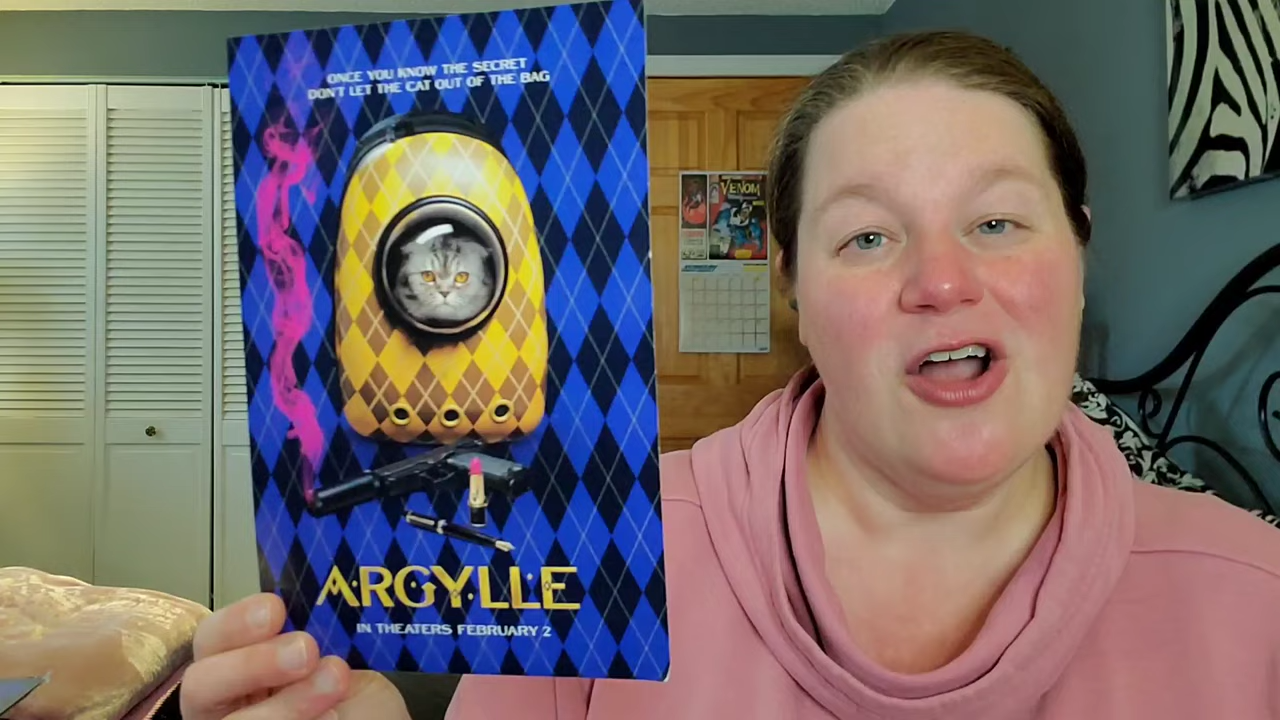 ONCE YOU KNOW THE SECRET
DON'T LET THE CAT OUT OF THE BAG
ARGYLLE
IN THEATERS FEBRUARY 2
VENOM